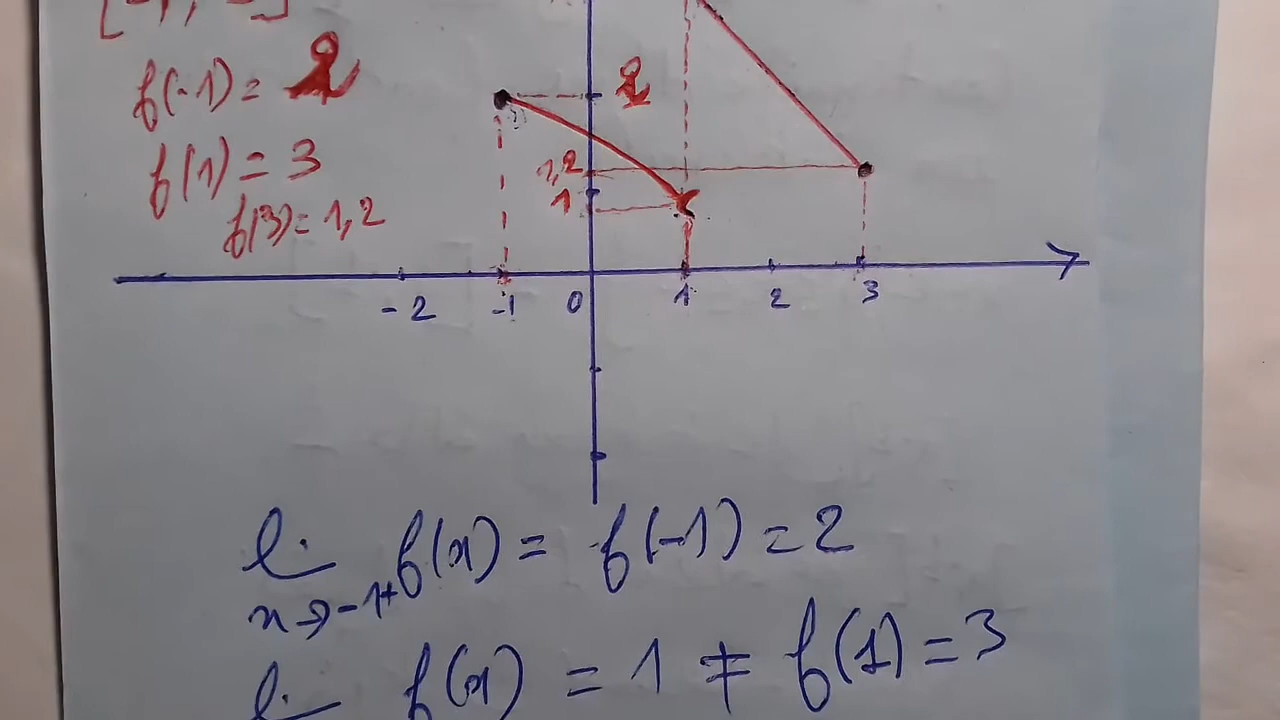 f(-1) = 2
2
f(1) = 3
1,2
1
f(3) = 1,2
-2 -1 0 1 2 3
lim f(x) = f(-1) = 2
x → -1+
li f(x) = 1 ≠ f(1) = 3